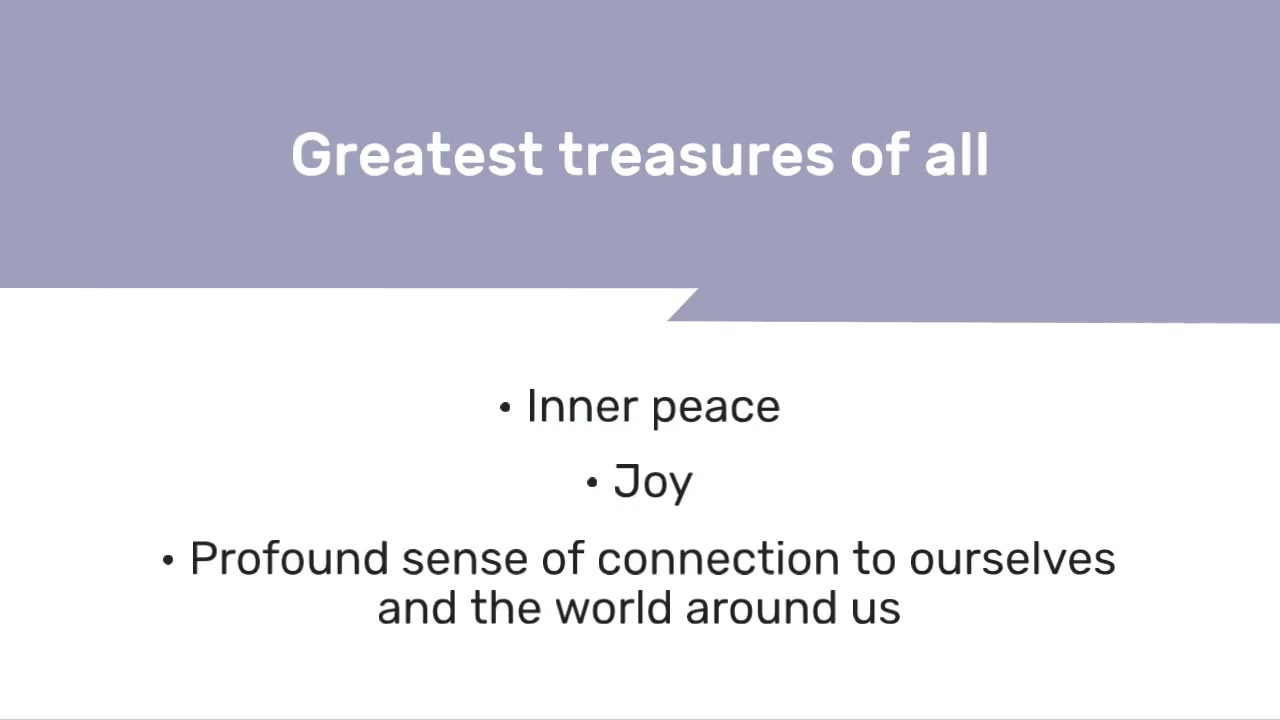 Greatest treasures of all
• Inner peace
• Joy
• Profound sense of connection to ourselves
and the world around us